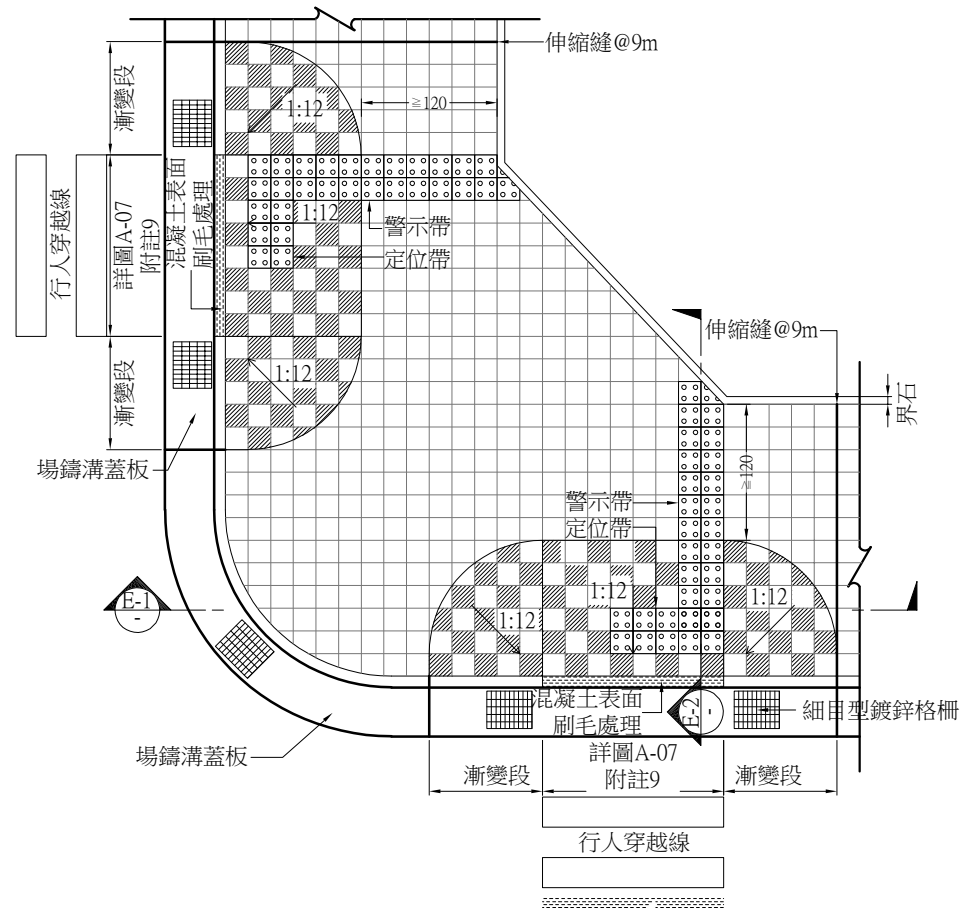 伸縮縫@9m
漸變段
1:12
≧120
行人穿越線
詳圖A-07
附註9
混凝土表面
刷毛處理
1:12
警示帶
定位帶
伸縮縫@9m
漸變段
1:12
界石
場鑄溝蓋板
≧120
警示帶
定位帶
E-1
-
1:12
1:12
1:12
混凝土表面
刷毛處理
E-2
-
細目型鍍鋅格柵
場鑄溝蓋板
漸變段
詳圖A-07
附註9
漸變段
行人穿越線